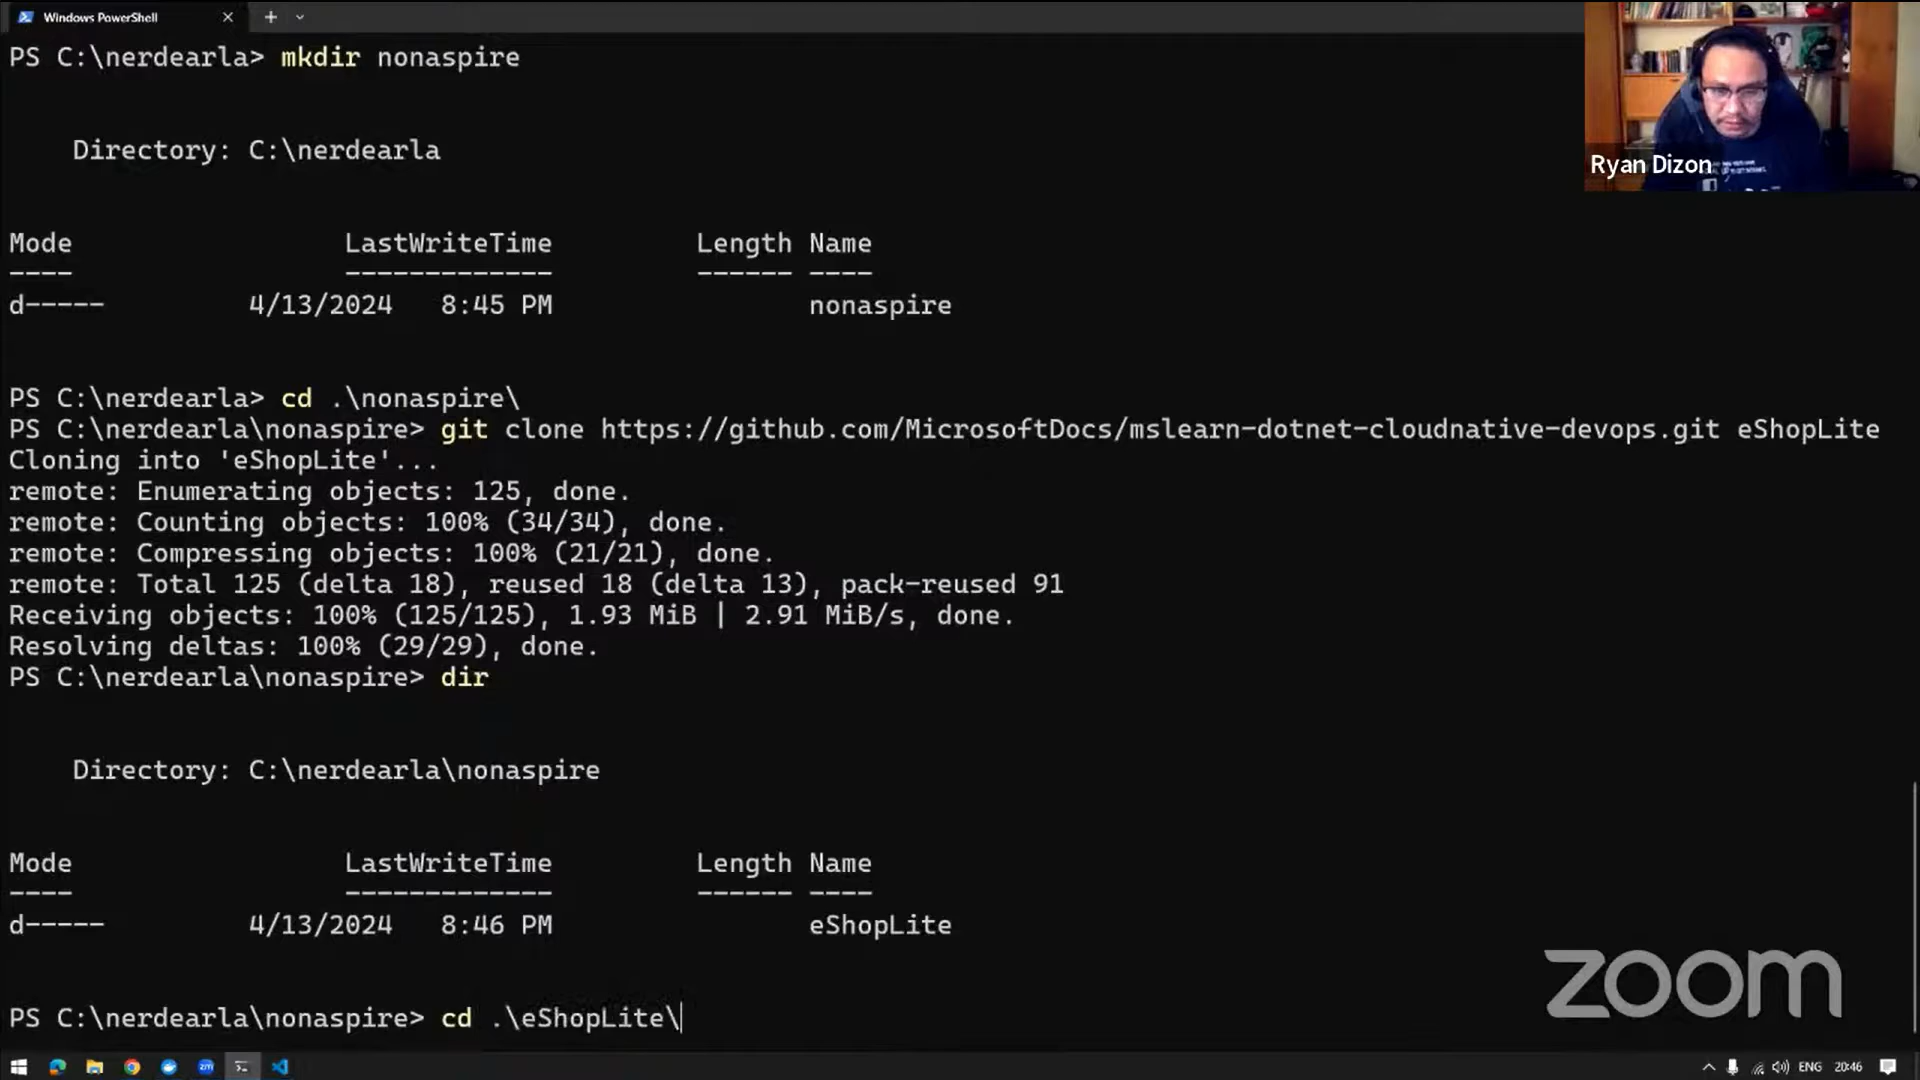 Windows PowerShell
PS C:\nerdearla> mkdir nonaspire
Directory: C:\nerdearla
Mode LastWriteTime Length Name
---- ------------- ------ ----
d----- 4/13/2024 8:45 PM nonaspire
PS C:\nerdearla> cd .\nonaspire\
PS C:\nerdearla\nonaspire> git clone https://github.com/MicrosoftDocs/mslearn-dotnet-cloudnative-devops.git eShopLite
Cloning into 'eShopLite'...
remote: Enumerating objects: 125, done.
remote: Counting objects: 100% (34/34), done.
remote: Compressing objects: 100% (21/21), done.
remote: Total 125 (delta 18), reused 18 (delta 13), pack-reused 91
Receiving objects: 100% (125/125), 1.93 MiB | 2.91 MiB/s, done.
Resolving deltas: 100% (29/29), done.
PS C:\nerdearla\nonaspire> dir
Directory: C:\nerdearla\nonaspire
Mode LastWriteTime Length Name
---- ------------- ------ ----
d----- 4/13/2024 8:46 PM eShopLite
PS C:\nerdearla\nonaspire> cd .\eShopLite\
Ryan Dizon
zoom
zm
ENG 20:46